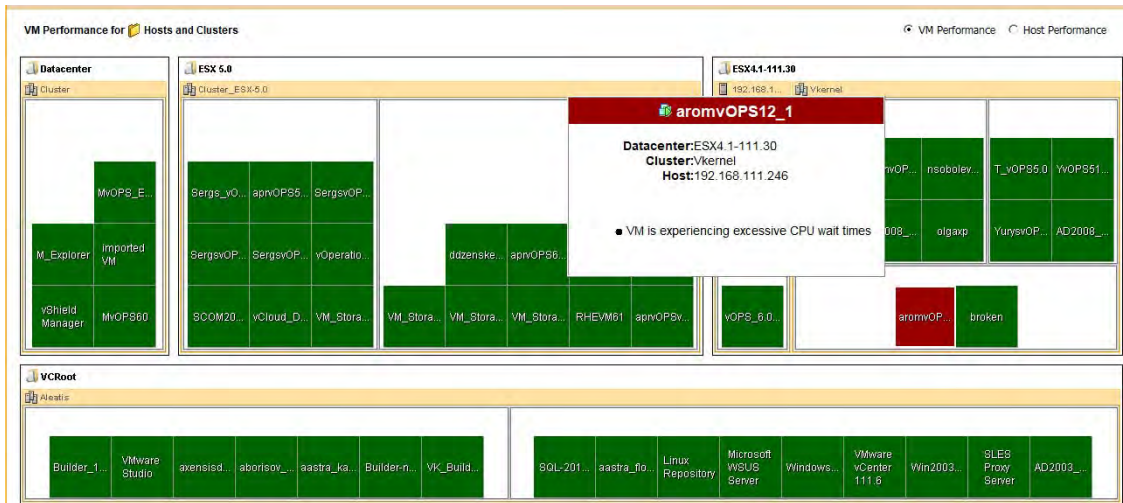 VM Performance for Hosts and Clusters
VM Performance Host Performance
Datacenter
Cluster
MvOPS_E...
M_Explorer imported VM
vShield Manager MvOPS60
ESX 5.0
Cluster_ESX-5.0
Sergs_vO... aprvOPS5... SergsvOP...
SergsvOP... SergsvOP... vOperatio...
SCOM20... vCloud_D... VM_Stora...
ddzenske... aprvOPS6...
VM_Stora... VM_Stora... VM_Stora... RHEVM61 aprvOPSv...
ESX4.1-111.30
192.168.1... Vkernel
nsobolev... T_vOPS5.0 YvOPS51...
olgaxp YurysvOP... AD2008_...
vOPS_6.0... aromvOP... broken
aromvOPS12_1
Datacenter:ESX4.1-111.30
Cluster:Vkernel
Host:192.168.111.246
● VM is experiencing excessive CPU wait times
VCRoot
Aleatis
Builder_1... VMware Studio axensisd... aborisov_... aastra_ka... Builder-n... VK_Build...
SQL-201... aastra_flo... Linux Repository Microsoft WSUS Server Windows... VMware vCenter 111.6 Win2003... SLES Proxy Server AD2003_...